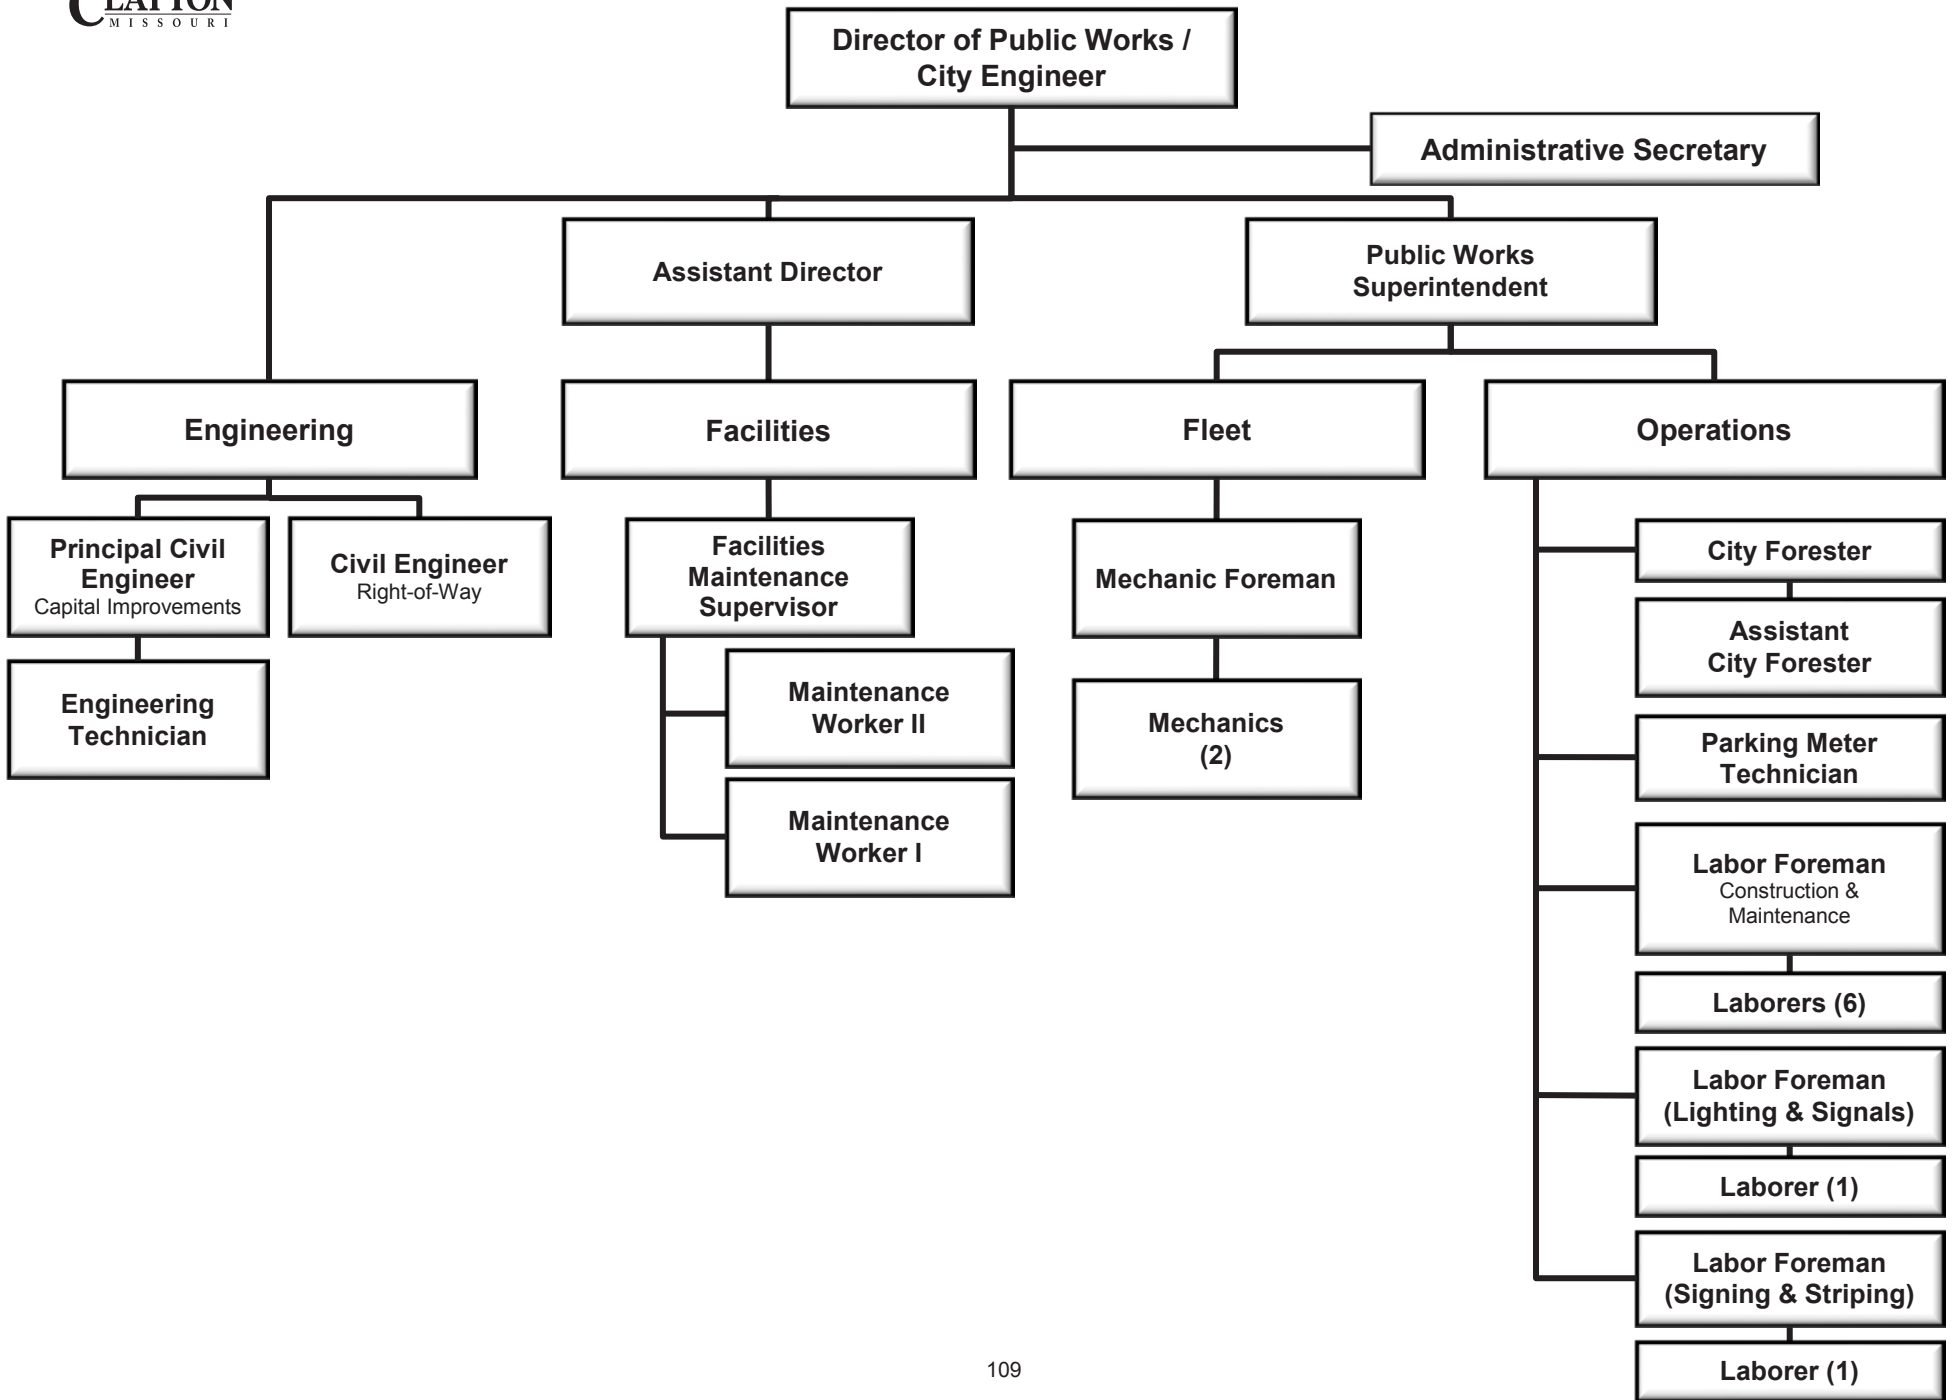 CLAYTON
MISSOURI
Director of Public Works /
City Engineer
Administrative Secretary
Assistant Director
Public Works
Superintendent
Engineering
Facilities
Fleet
Operations
Principal Civil
Engineer
Capital Improvements
Civil Engineer
Right-of-Way
Engineering
Technician
Facilities
Maintenance
Supervisor
Maintenance
Worker II
Maintenance
Worker I
Mechanic Foreman
Mechanics
(2)
City Forester
Assistant
City Forester
Parking Meter
Technician
Labor Foreman
Construction &
Maintenance
Laborers (6)
Labor Foreman
(Lighting & Signals)
Laborer (1)
Labor Foreman
(Signing & Striping)
Laborer (1)
109